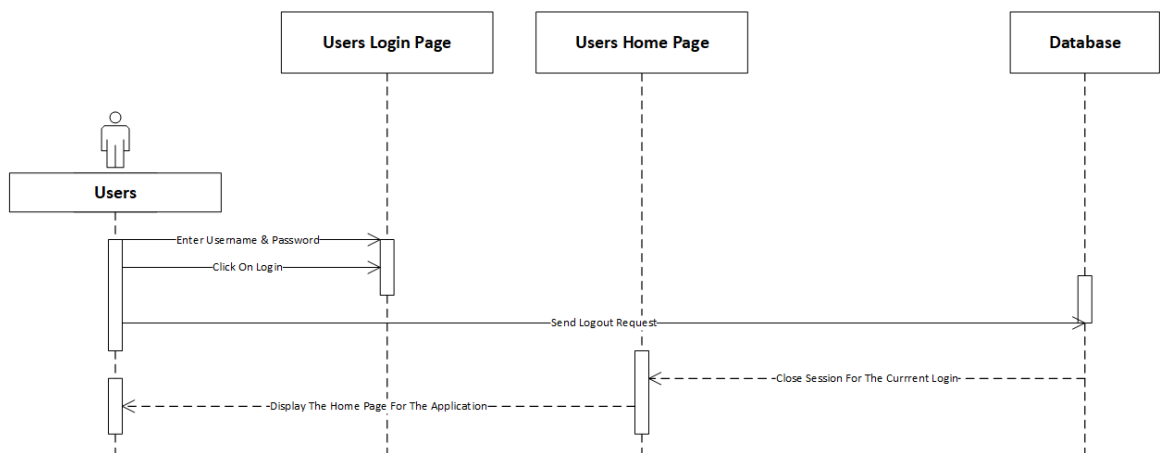 Users Login Page
Users Home Page
Database
Users
Enter Username & Password
Click On Login
Send Logout Request
Close Session For The Currrent Login
Display The Home Page For The Application